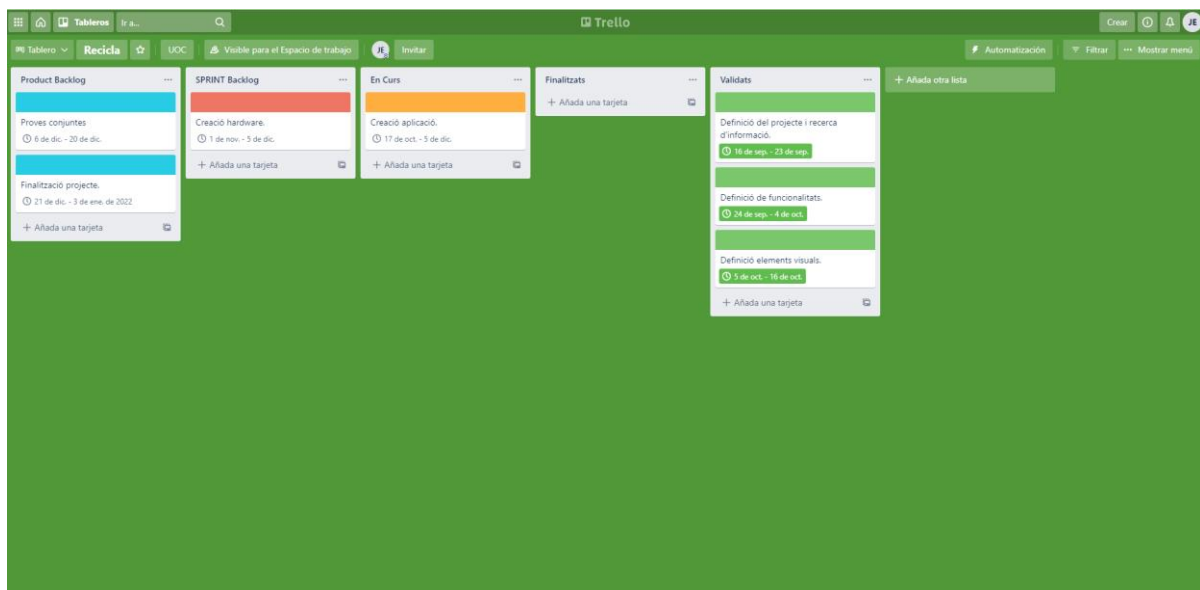 Tableros
Ir a...
Trello
Crear
JE
Tablero
Recicla
UOC
Visible para el Espacio de trabajo
JE
Invitar
Automatización
Filtrar
Mostrar menú
Product Backlog
Proves conjuntes
6 de dic. - 20 de dic.
Finalització projecte.
21 de dic. - 3 de ene. de 2022
+ Añada una tarjeta
SPRINT Backlog
Creació hardware.
1 de nov. - 5 de dic.
+ Añada una tarjeta
En Curs
Creació aplicació.
17 de oct. - 5 de dic.
+ Añada una tarjeta
Finalitzats
+ Añada una tarjeta
Validats
Definició del projecte i recerca
d'informació.
16 de sep. - 23 de sep.
Definició de funcionalitats.
24 de sep. - 4 de oct.
Definició elements visuals.
5 de oct. - 16 de oct.
+ Añada una tarjeta
+ Añada otra lista